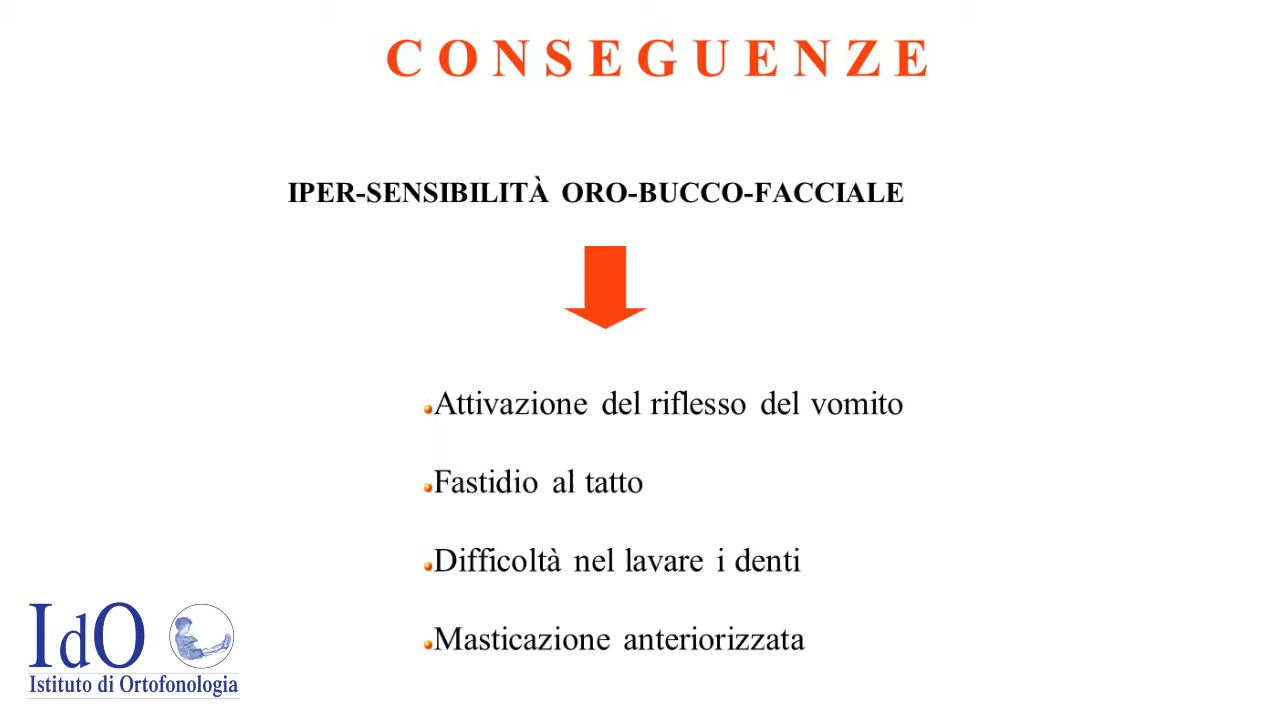 CONSEGUENZE
IPER-SENSIBILITÀ ORO-BUCCO-FACCIALE
Attivazione del riflesso del vomito
Fastidio al tatto
Difficoltà nel lavare i denti
Masticazione anteriorizzata
IdO
Istituto di Ortofonologia